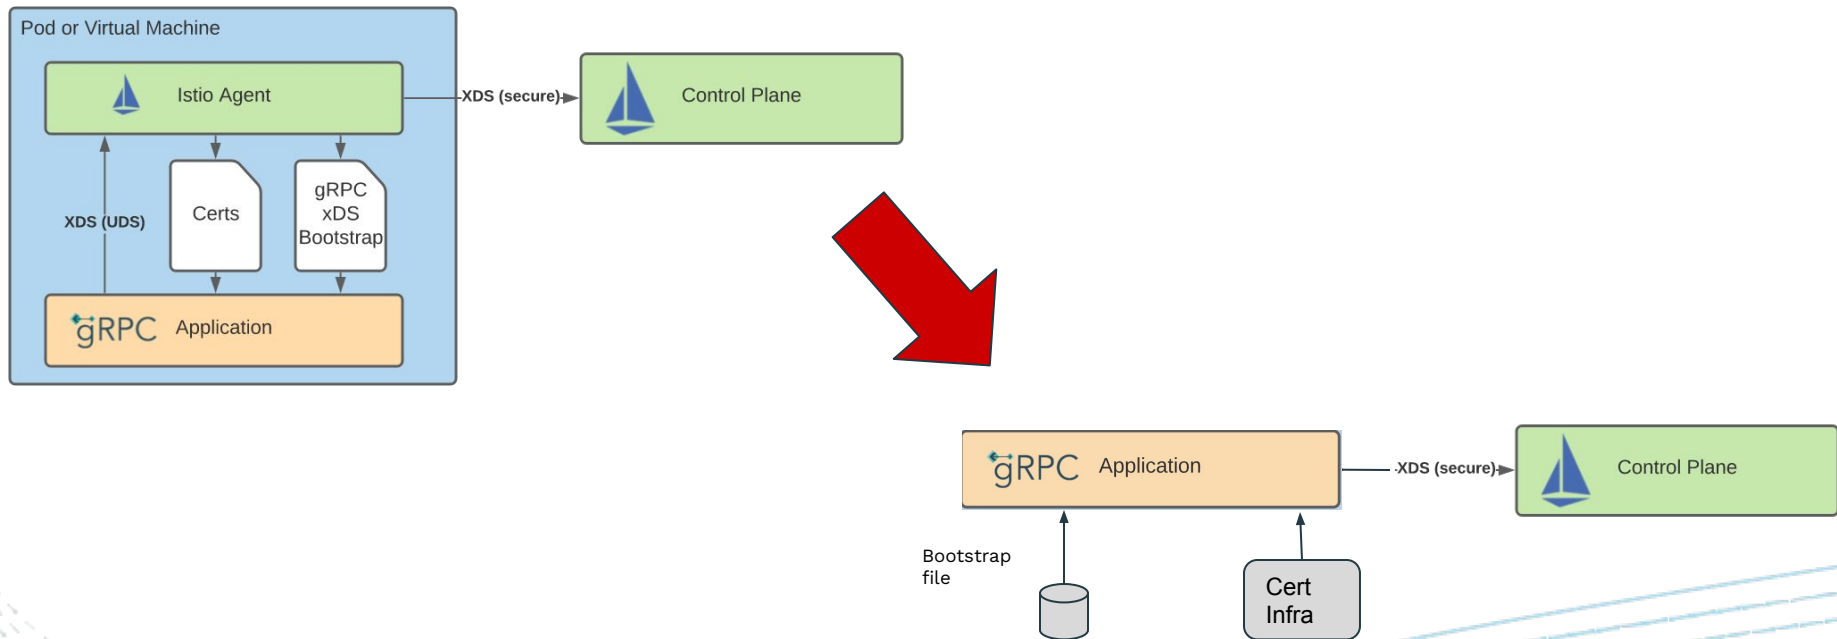 Pod or Virtual Machine
Istio Agent
XDS (secure)
Control Plane
XDS (UDS)
Certs
gRPC
xDS
Bootstrap
gRPC Application
gRPC Application
XDS (secure)
Control Plane
Bootstrap
file
Cert
Infra